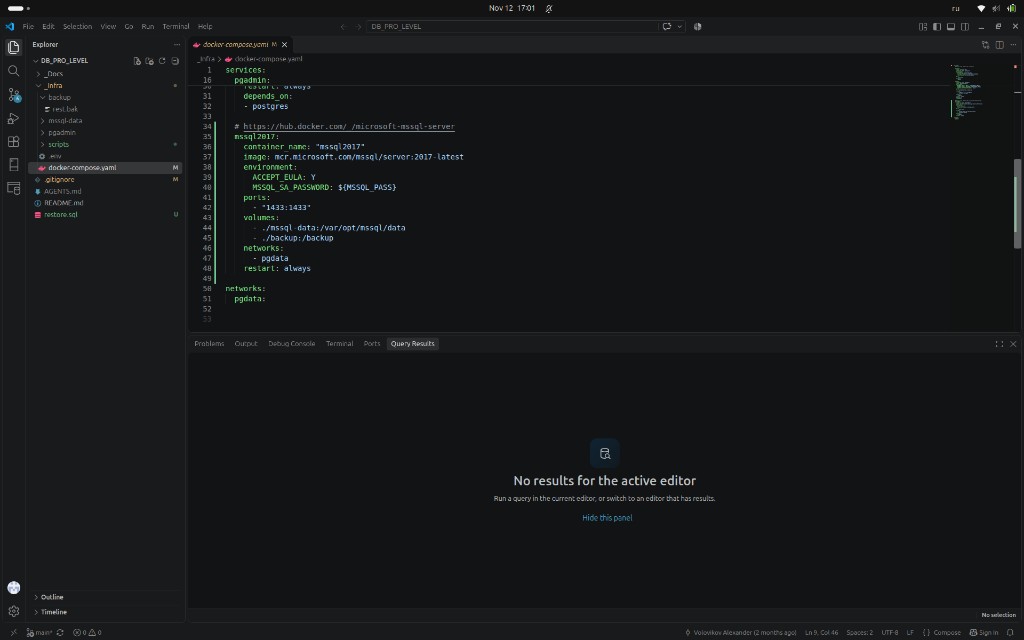 Nov 12 17:01
ru
File Edit Selection View Go Run Terminal Help
DB_PRO_LEVEL
Explorer
docker-compose.yaml M
DB_PRO_LEVEL
_Infra > docker-compose.yaml
_Docs
_Infra
backup
rest.bak
mssql-data
pgadmin
scripts
.env
docker-compose.yaml M
.gitignore M
AGENTS.md
README.md
restore.sql U
1 services:
16 pgadmin:
30 restart: always
31 depends_on:
32 - postgres
33
34 # https://hub.docker.com/_/microsoft-mssql-server
35 mssql2017:
36 container_name: "mssql2017"
37 image: mcr.microsoft.com/mssql/server:2017-latest
38 environment:
39 ACCEPT_EULA: Y
40 MSSQL_SA_PASSWORD: ${MSSQL_PASS}
41 ports:
42 - "1433:1433"
43 volumes:
44 - ./mssql-data:/var/opt/mssql/data
45 - ./backup:/backup
46 networks:
47 - pgdata
48 restart: always
49
50 networks:
51 pgdata:
52
53
Problems Output Debug Console Terminal Ports Query Results
No results for the active editor
Run a query in the current editor, or switch to an editor that has results.
Hide this panel
Outline
Timeline
No selection
main* 0 0
Volovikov Alexander (2 months ago) Ln 9, Col 46 Spaces: 2 UTF-8 LF {} Compose Sign in